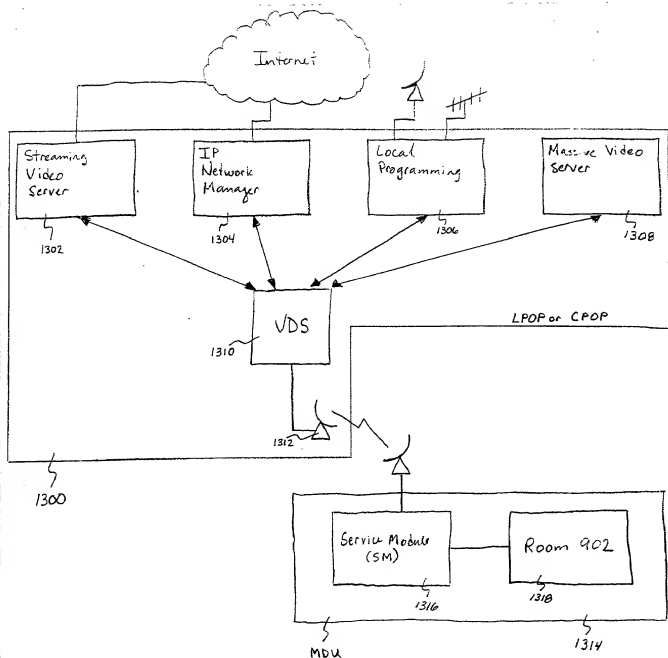 Internet
Streaming
Video
Server
1302
IP
Network
Manager
1304
Local
Programming
1306
Massive Video
Server
1308
VDS
1310
LPOP or CPOP
1312
1300
Service Module
(SM)
1316
Room 902
1318
MDU
1314